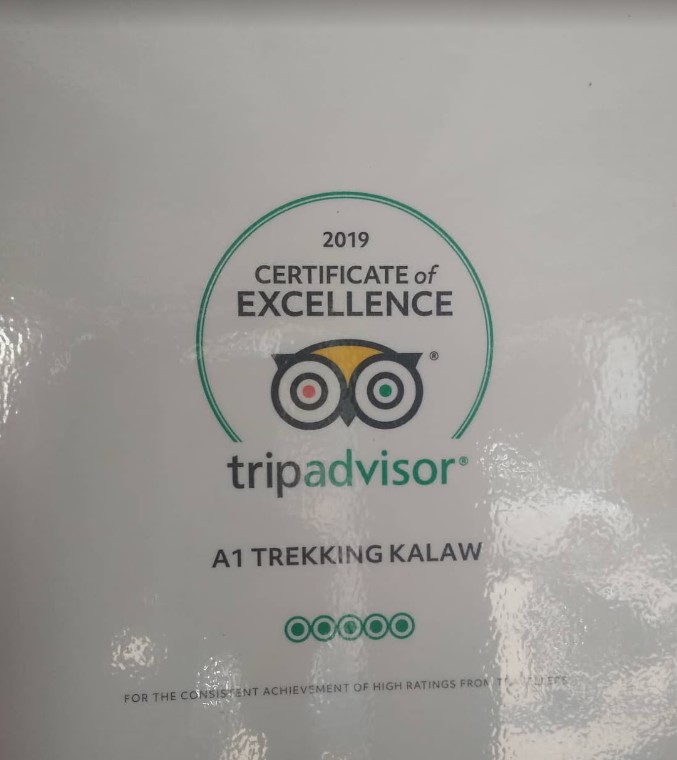 2019
CERTIFICATE of
EXCELLENCE
®
tripadvisor®
A1 TREKKING KALAW
FOR THE CONSISTENT ACHIEVEMENT OF HIGH RATINGS FROM